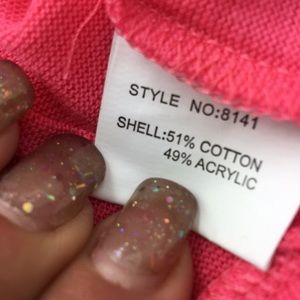 STYLE NO:8141
SHELL:51% COTTON
49% ACRYLIC